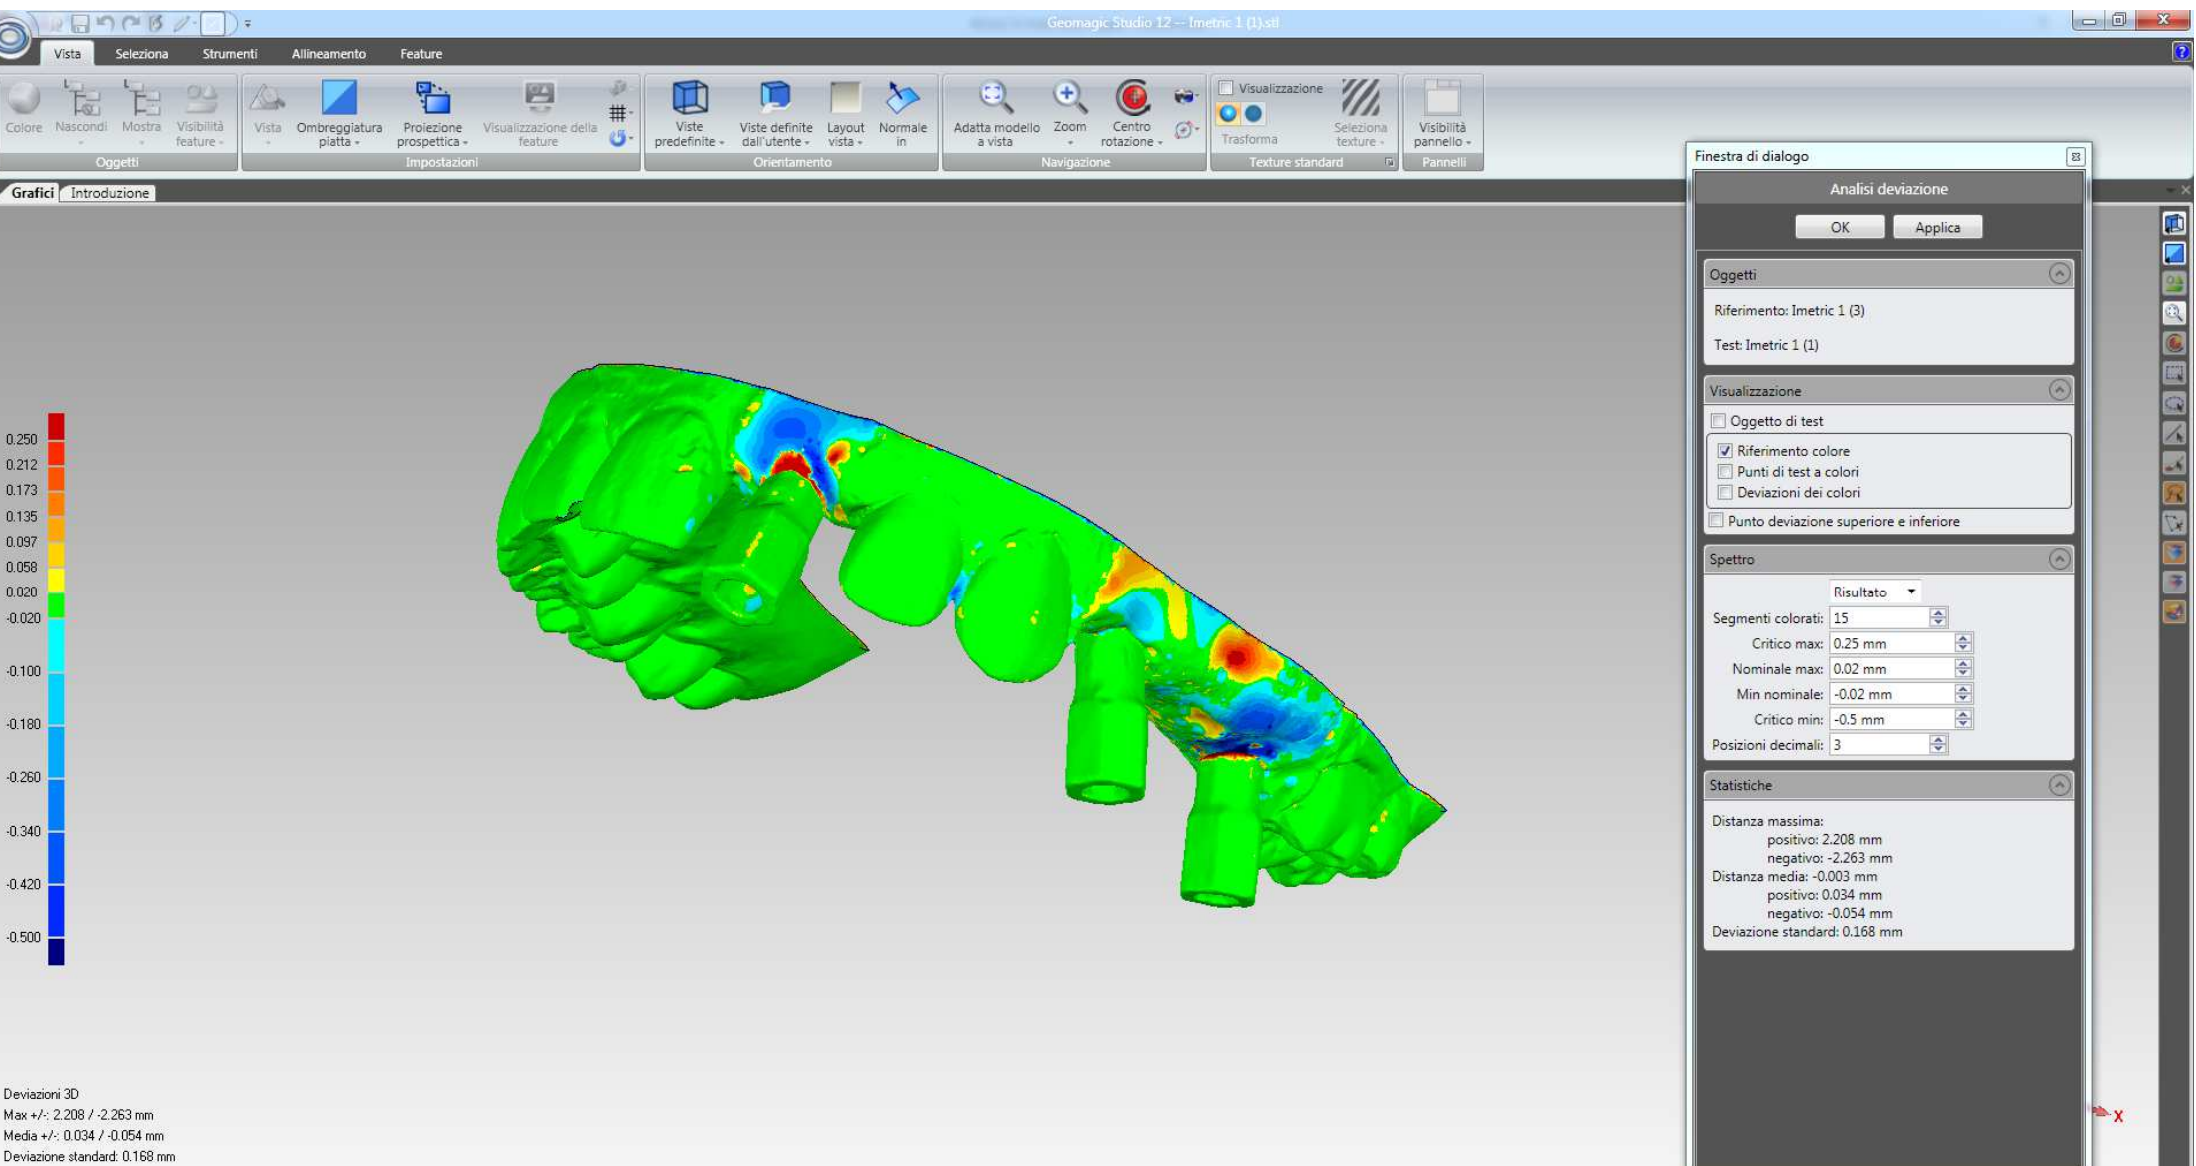 Geomagic Studio 12 -- Imetric 1 (1).stl
Vista Seleziona Strumenti Allineamento Feature
Colore Nascondi Mostra Visibilità feature
Vista Ombreggiatura piatta Proiezione prospettica Visualizzazione della feature
Viste predefinite Viste definite dall'utente Layout vista Normale in
Adatta modello a vista Zoom Centro rotazione
Visualizzazione
Trasforma
Seleziona texture
Visibilità pannello
Oggetti Impostazioni Orientamento Navigazione Texture standard Pannelli
Grafici Introduzione
0.250
0.212
0.173
0.135
0.097
0.058
0.020
-0.020
-0.100
-0.180
-0.260
-0.340
-0.420
-0.500
Deviazioni 3D
Max +/-: 2.208 / -2.263 mm
Media +/-: 0.034 / -0.054 mm
Deviazione standard: 0.168 mm
Finestra di dialogo
Analisi deviazione
OK Applica
Oggetti
Riferimento: Imetric 1 (3)
Test: Imetric 1 (1)
Visualizzazione
Oggetto di test
Riferimento colore
Punti di test a colori
Deviazioni dei colori
Punto deviazione superiore e inferiore
Spettro
Risultato
Segmenti colorati: 15
Critico max: 0.25 mm
Nominale max: 0.02 mm
Min nominale: -0.02 mm
Critico min: -0.5 mm
Posizioni decimali: 3
Statistiche
Distanza massima:
positivo: 2.208 mm
negativo: -2.263 mm
Distanza media: -0.003 mm
positivo: 0.034 mm
negativo: -0.054 mm
Deviazione standard: 0.168 mm
X